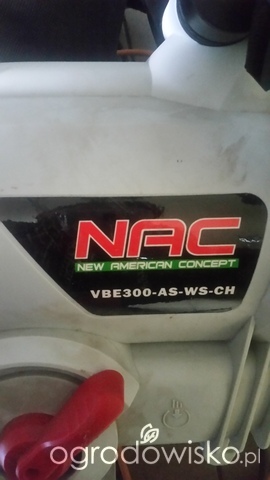 NAC
NEW AMERICAN CONCEPT
VBE300-AS-WS-CH
ogrodowisko.pl